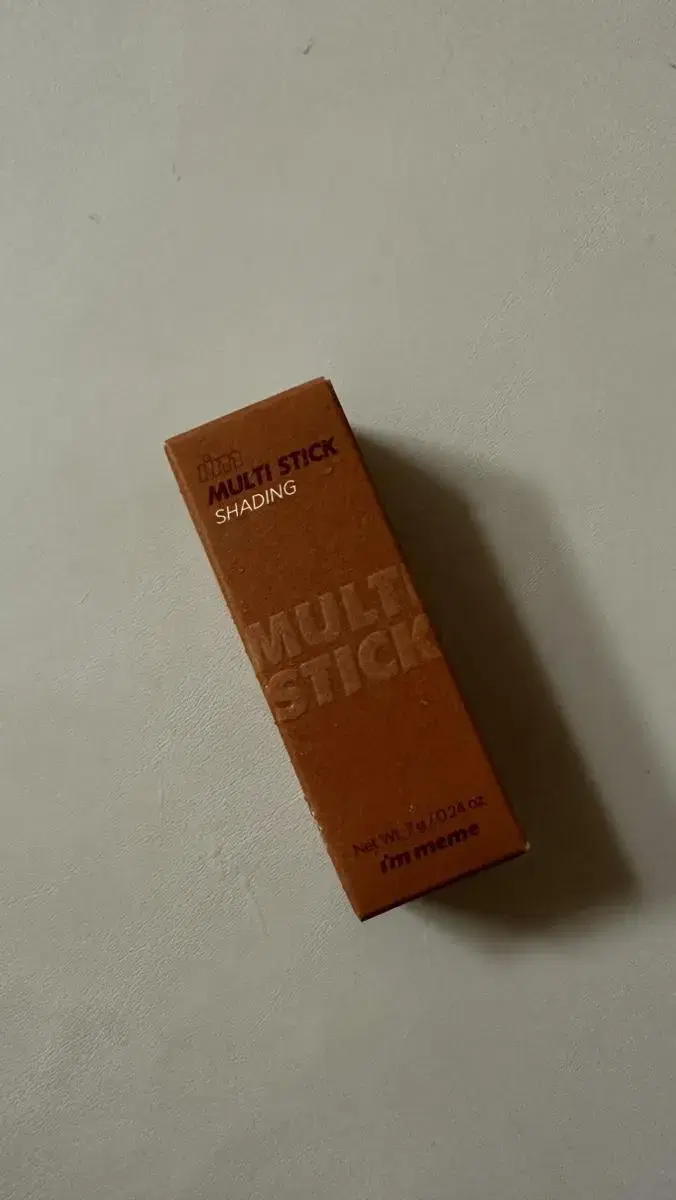 i'm
MULTI STICK
SHADING
MULTI
STICK
Net Wt. 7 g / 0.24 oz
i'm meme